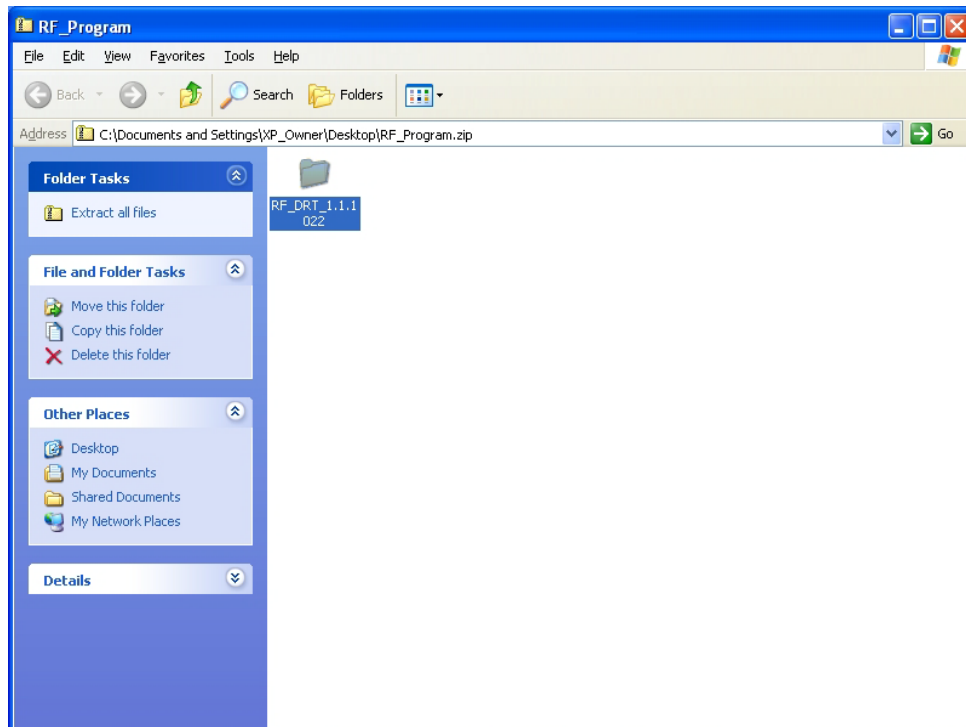 RF_Program
File Edit View Favorites Tools Help
Back Search Folders
Address C:\Documents and Settings\XP_Owner\Desktop\RF_Program.zip Go
Folder Tasks
Extract all files
File and Folder Tasks
Move this folder
Copy this folder
Delete this folder
Other Places
Desktop
My Documents
Shared Documents
My Network Places
Details
RF_DRT_1.1.1
022